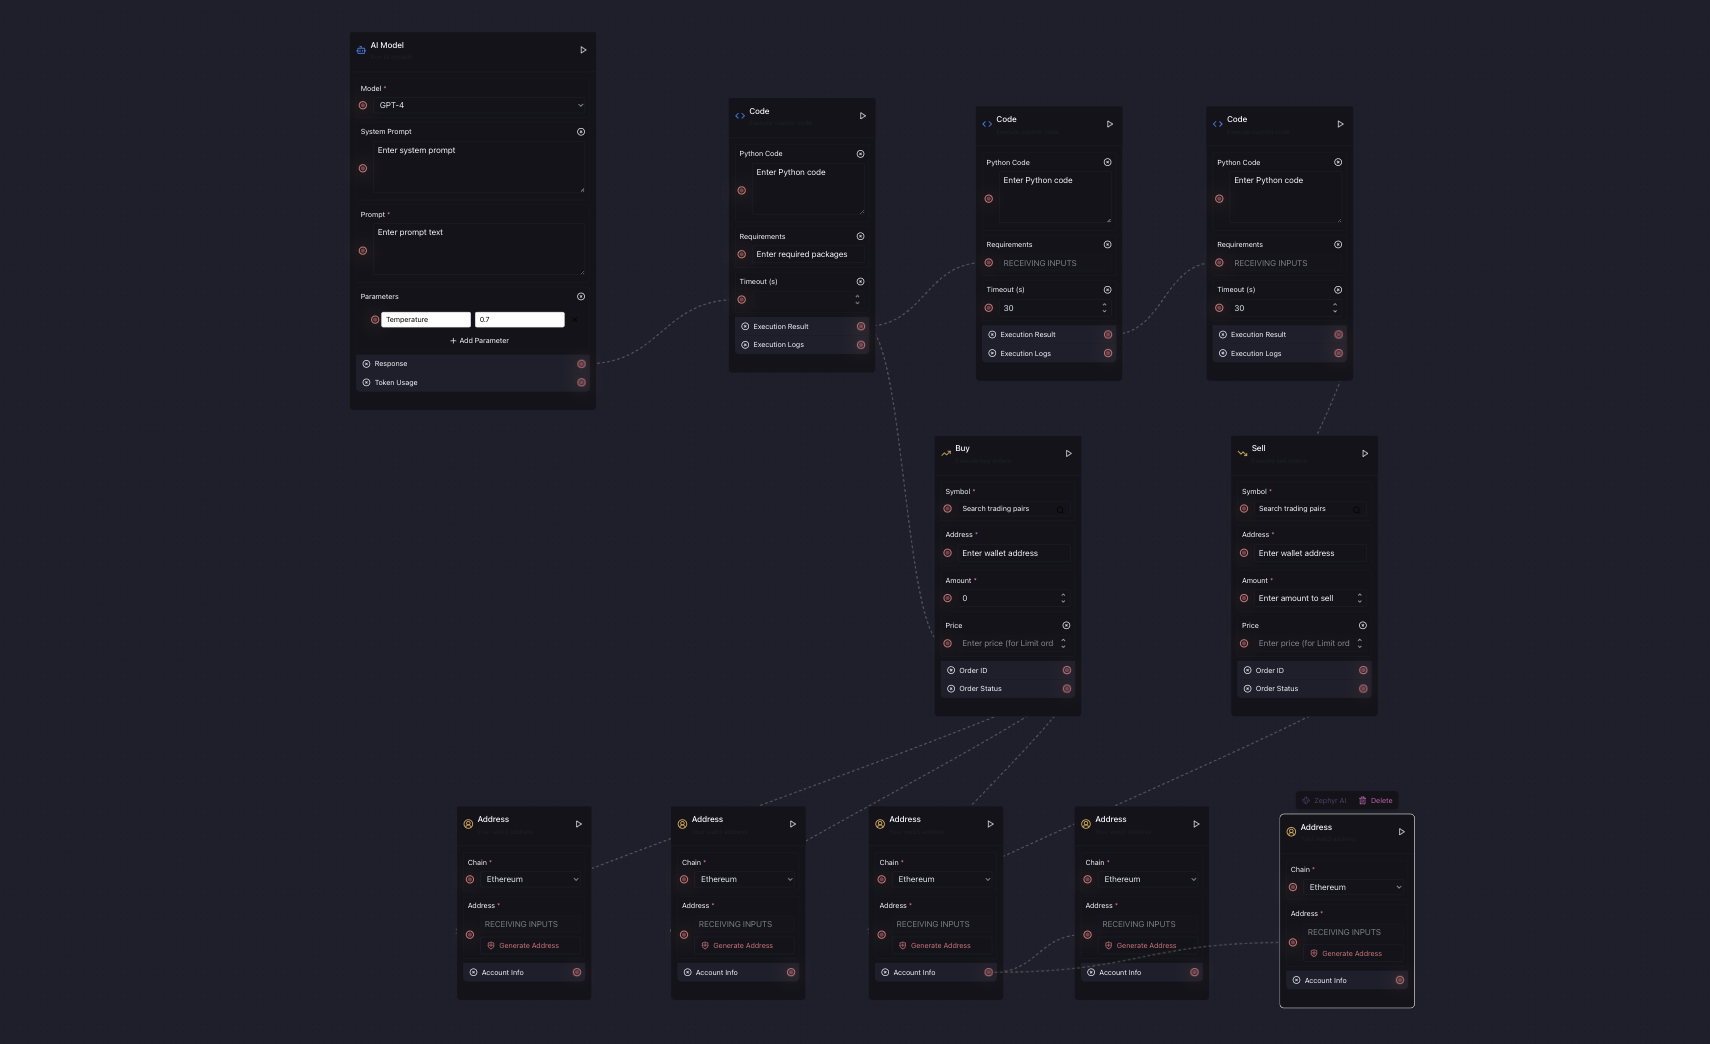 AI Model
Model *
GPT-4
System Prompt
Enter system prompt
Prompt *
Enter prompt text
Parameters
Temperature 0.7
+ Add Parameter
Response
Token Usage
Code
Python Code
Enter Python code
Requirements
Enter required packages
Timeout (s)
Execution Result
Execution Logs
Code
Python Code
Enter Python code
Requirements
RECEIVING INPUTS
Timeout (s)
30
Execution Result
Execution Logs
Code
Python Code
Enter Python code
Requirements
RECEIVING INPUTS
Timeout (s)
30
Execution Result
Execution Logs
Buy
Symbol *
Search trading pairs
Address *
Enter wallet address
Amount *
0
Price
Enter price (for Limit ord
Order ID
Order Status
Sell
Symbol *
Search trading pairs
Address *
Enter wallet address
Amount *
Enter amount to sell
Price
Enter price (for Limit ord
Order ID
Order Status
Address
Chain *
Ethereum
Address *
RECEIVING INPUTS
Generate Address
Account Info
Address
Chain *
Ethereum
Address *
RECEIVING INPUTS
Generate Address
Account Info
Address
Chain *
Ethereum
Address *
RECEIVING INPUTS
Generate Address
Account Info
Address
Chain *
Ethereum
Address *
RECEIVING INPUTS
Generate Address
Account Info
Zephyr AI Delete
Address
Chain *
Ethereum
Address *
RECEIVING INPUTS
Generate Address
Account Info